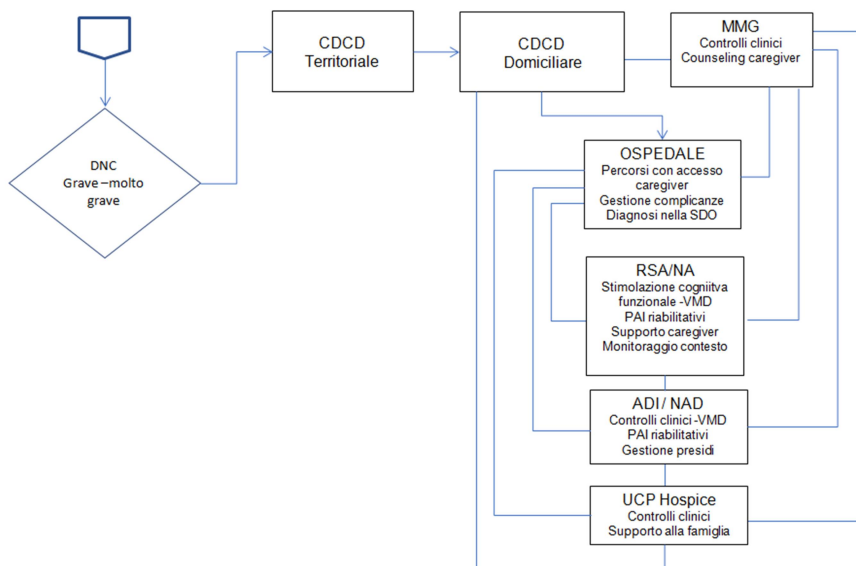 DNC
Grave –molto
grave
CDCD
Territoriale
CDCD
Domiciliare
MMG
Controlli clinici
Counseling caregiver
OSPEDALE
Percorsi con accesso
caregiver
Gestione complicanze
Diagnosi nella SDO
RSA/NA
Stimolazione cogniitva
funzionale -VMD
PAI riabilitativi
Supporto caregiver
Monitoraggio contesto
ADI / NAD
Controlli clinici -VMD
PAI riabilitativi
Gestione presidi
UCP Hospice
Controlli clinici
Supporto alla famiglia